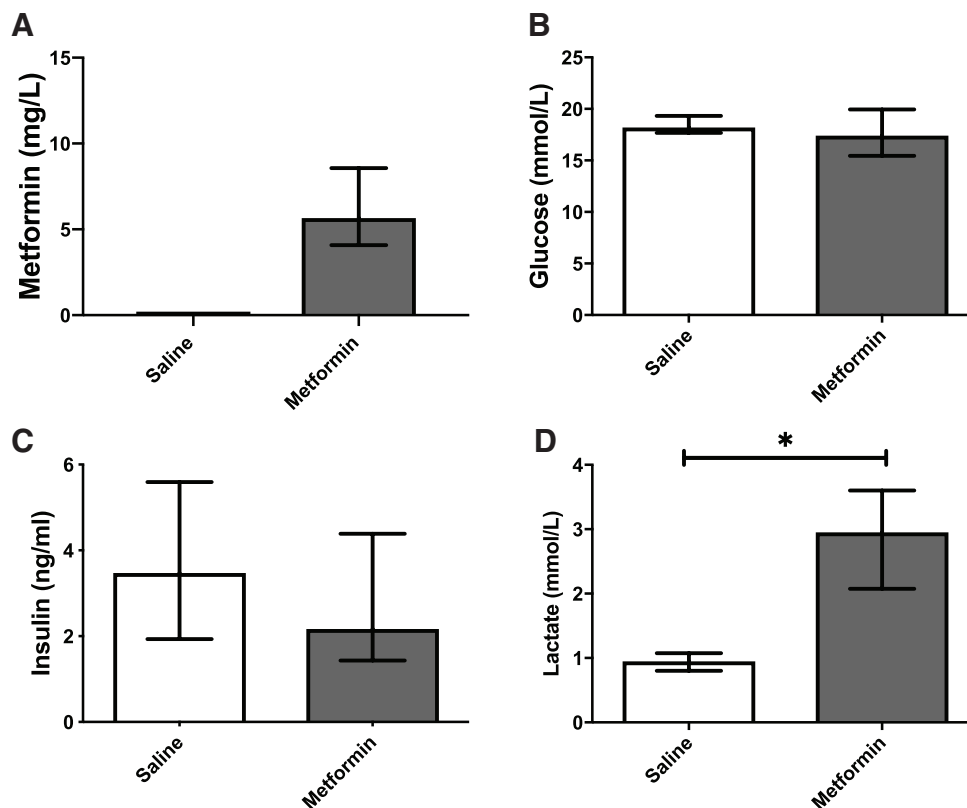 A
Metformin (mg/L)
15
10
5
0
Saline
Metformin
B
Glucose (mmol/L)
25
20
15
10
5
0
Saline
Metformin
C
Insulin (ng/ml)
6
4
2
0
Saline
Metformin
D
*
Lactate (mmol/L)
4
3
2
1
0
Saline
Metformin